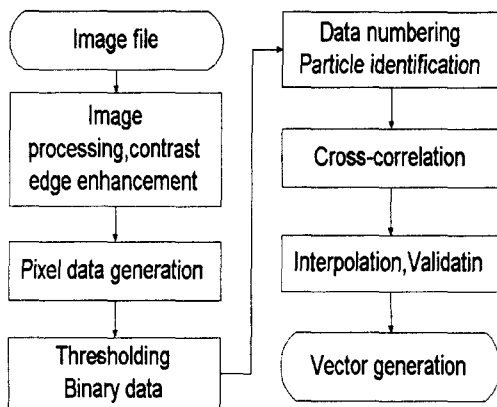 Image file
Image
processing,contrast
edge enhancement
Pixel data generation
Thresholding
Binary data
Data numbering
Particle identification
Cross-correlation
Interpolation,Validatin
Vector generation